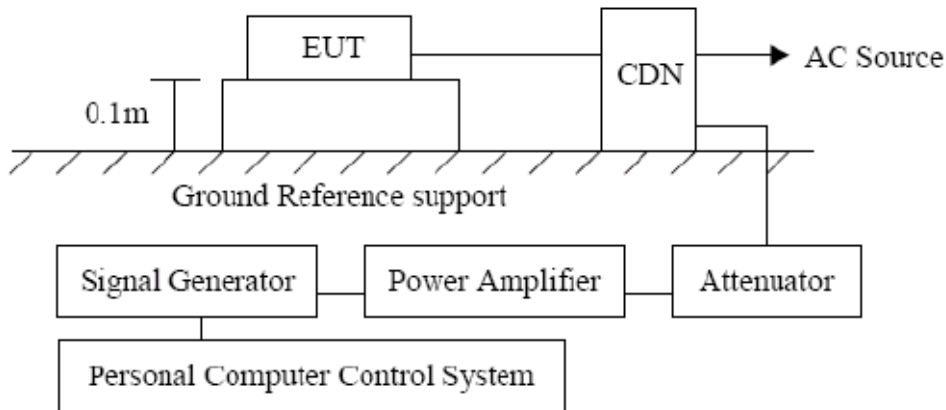 EUT
CDN
AC Source
0.1m
Ground Reference support
Signal Generator
Power Amplifier
Attenuator
Personal Computer Control System